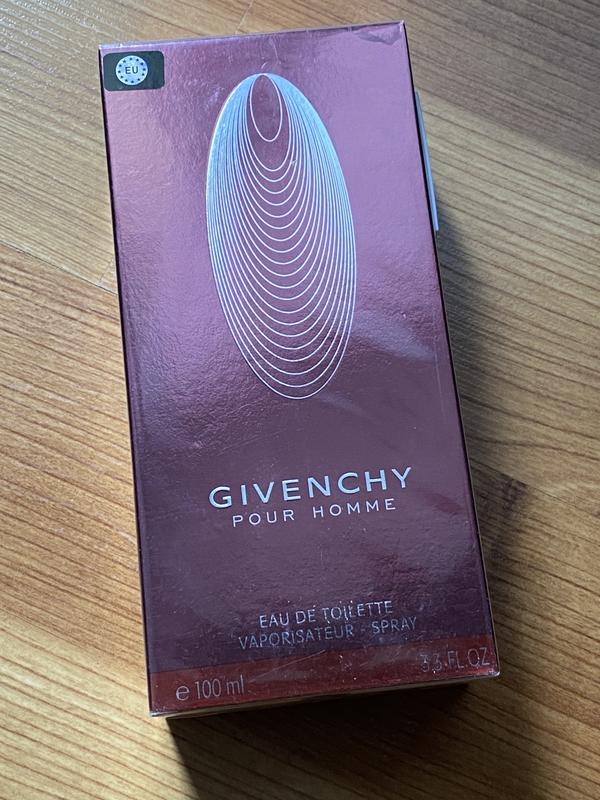 EU
GIVENCHY
POUR HOMME
EAU DE TOILETTE
VAPORISATEUR - SPRAY
3.3 FL.OZ.
℮ 100 ml